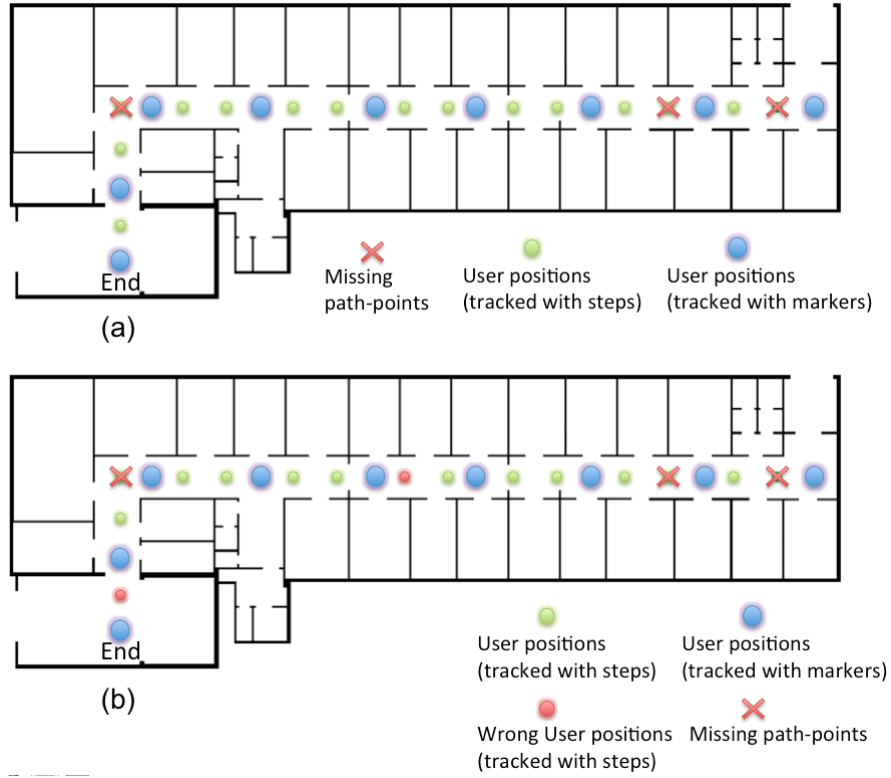 End
Missing
path-points
User positions
(tracked with steps)
User positions
(tracked with markers)
(a)
End
(b)
User positions
(tracked with steps)
User positions
(tracked with markers)
Wrong User positions
(tracked with steps)
Missing path-points